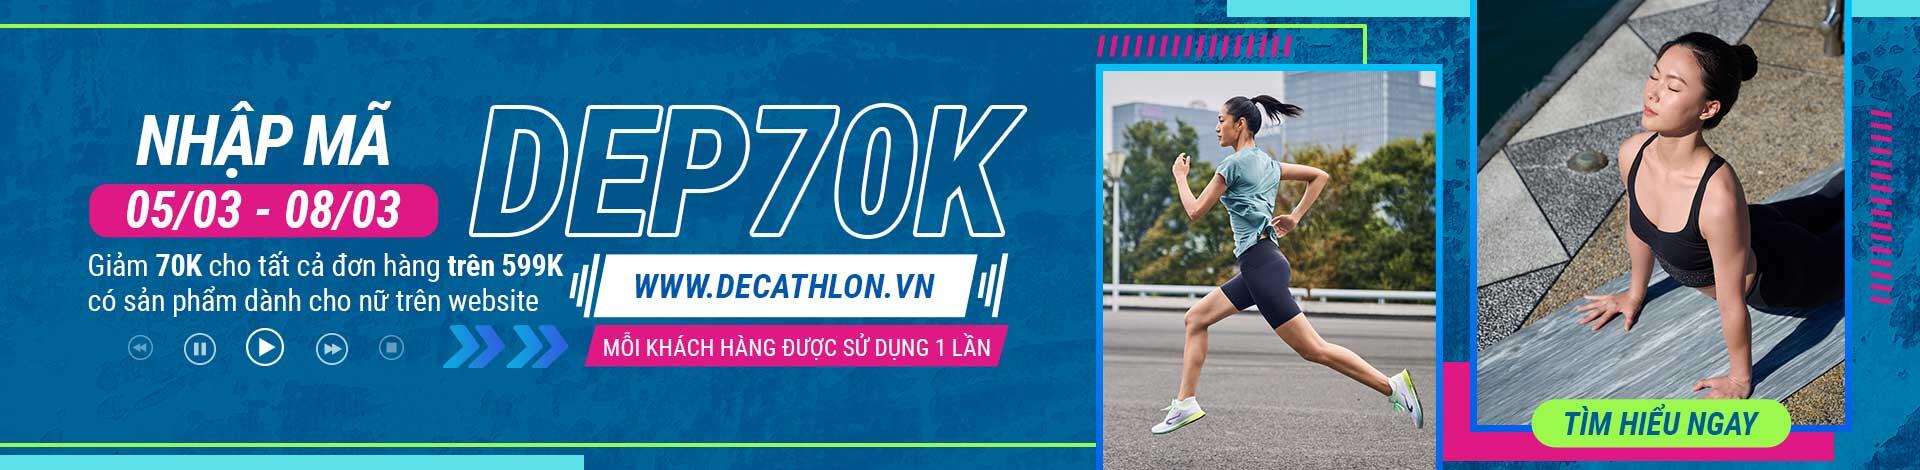 NHẬP MÃ
05/03 - 08/03
DEP70K
Giảm 70K cho tất cả đơn hàng trên 599K
có sản phẩm dành cho nữ trên website
WWW.DECATHLON.VN
MỖI KHÁCH HÀNG ĐƯỢC SỬ DỤNG 1 LẦN
TÌM HIỂU NGAY